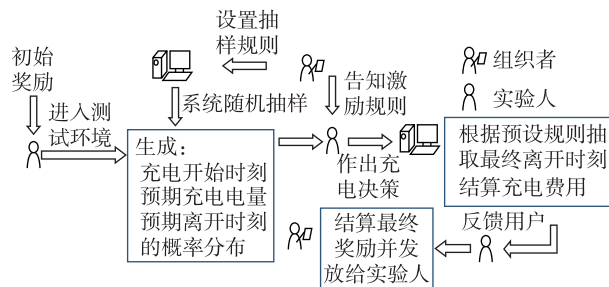 设置抽
样规则
初始
奖励
进入测
试环境
系统随机抽样
告知激
励规则
组织者
实验人
生成：
充电开始时刻
预期充电电量
预期离开时刻
的概率分布
作出充
电决策
根据预设规则抽
取最终离开时刻
结算充电费用
反馈用户
结算最终
奖励并发
放给实验人